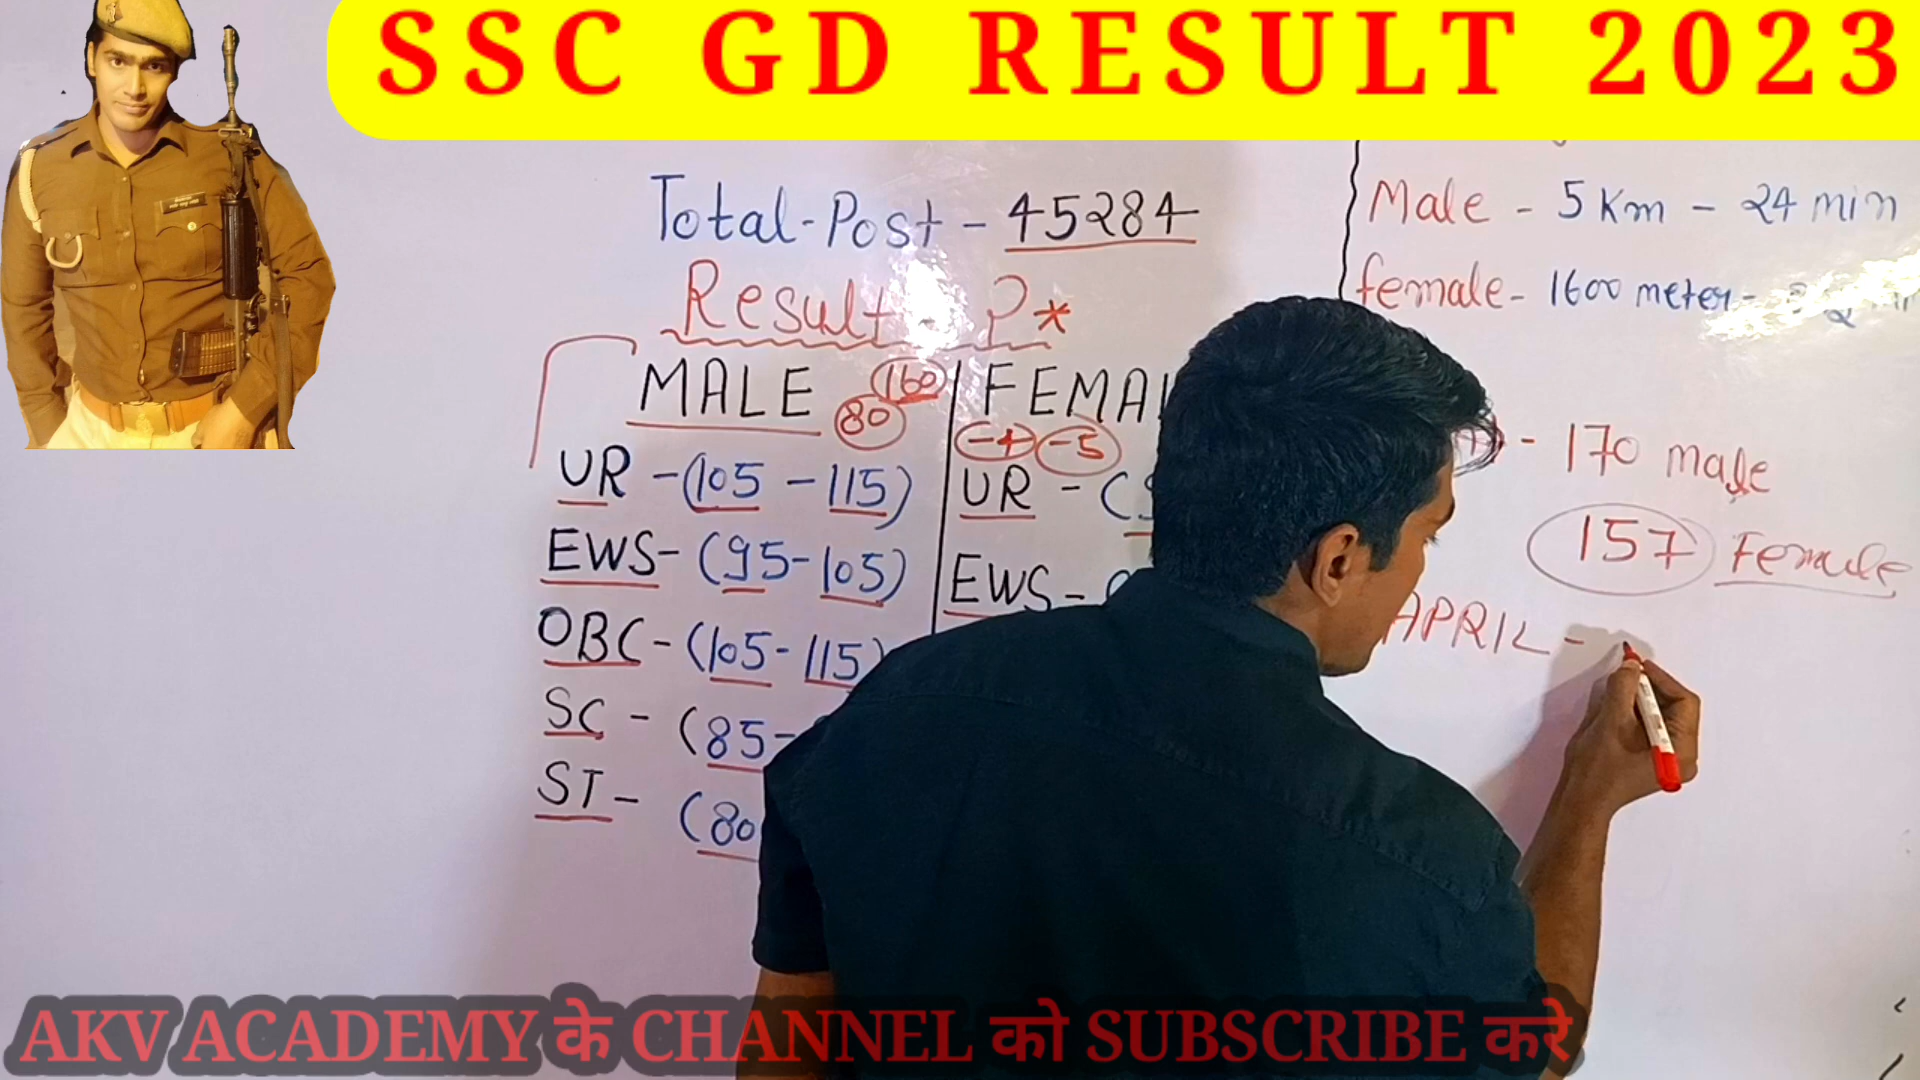 SSC GD RESULT 2023
Total-Post - 45284
Result - ?*
MALE 160
80
UR - (105 - 115)
EWS - (95 - 105)
OBC - (105 - 115)
SC - (85-
ST - (80
FEMAL
-4 -5
UR - (
EWS -
Male - 5 Km - 24 min
female - 1600 meter -
- 170 male
157 Female
APRIL -
AKV ACADEMY के CHANNEL को SUBSCRIBE करे